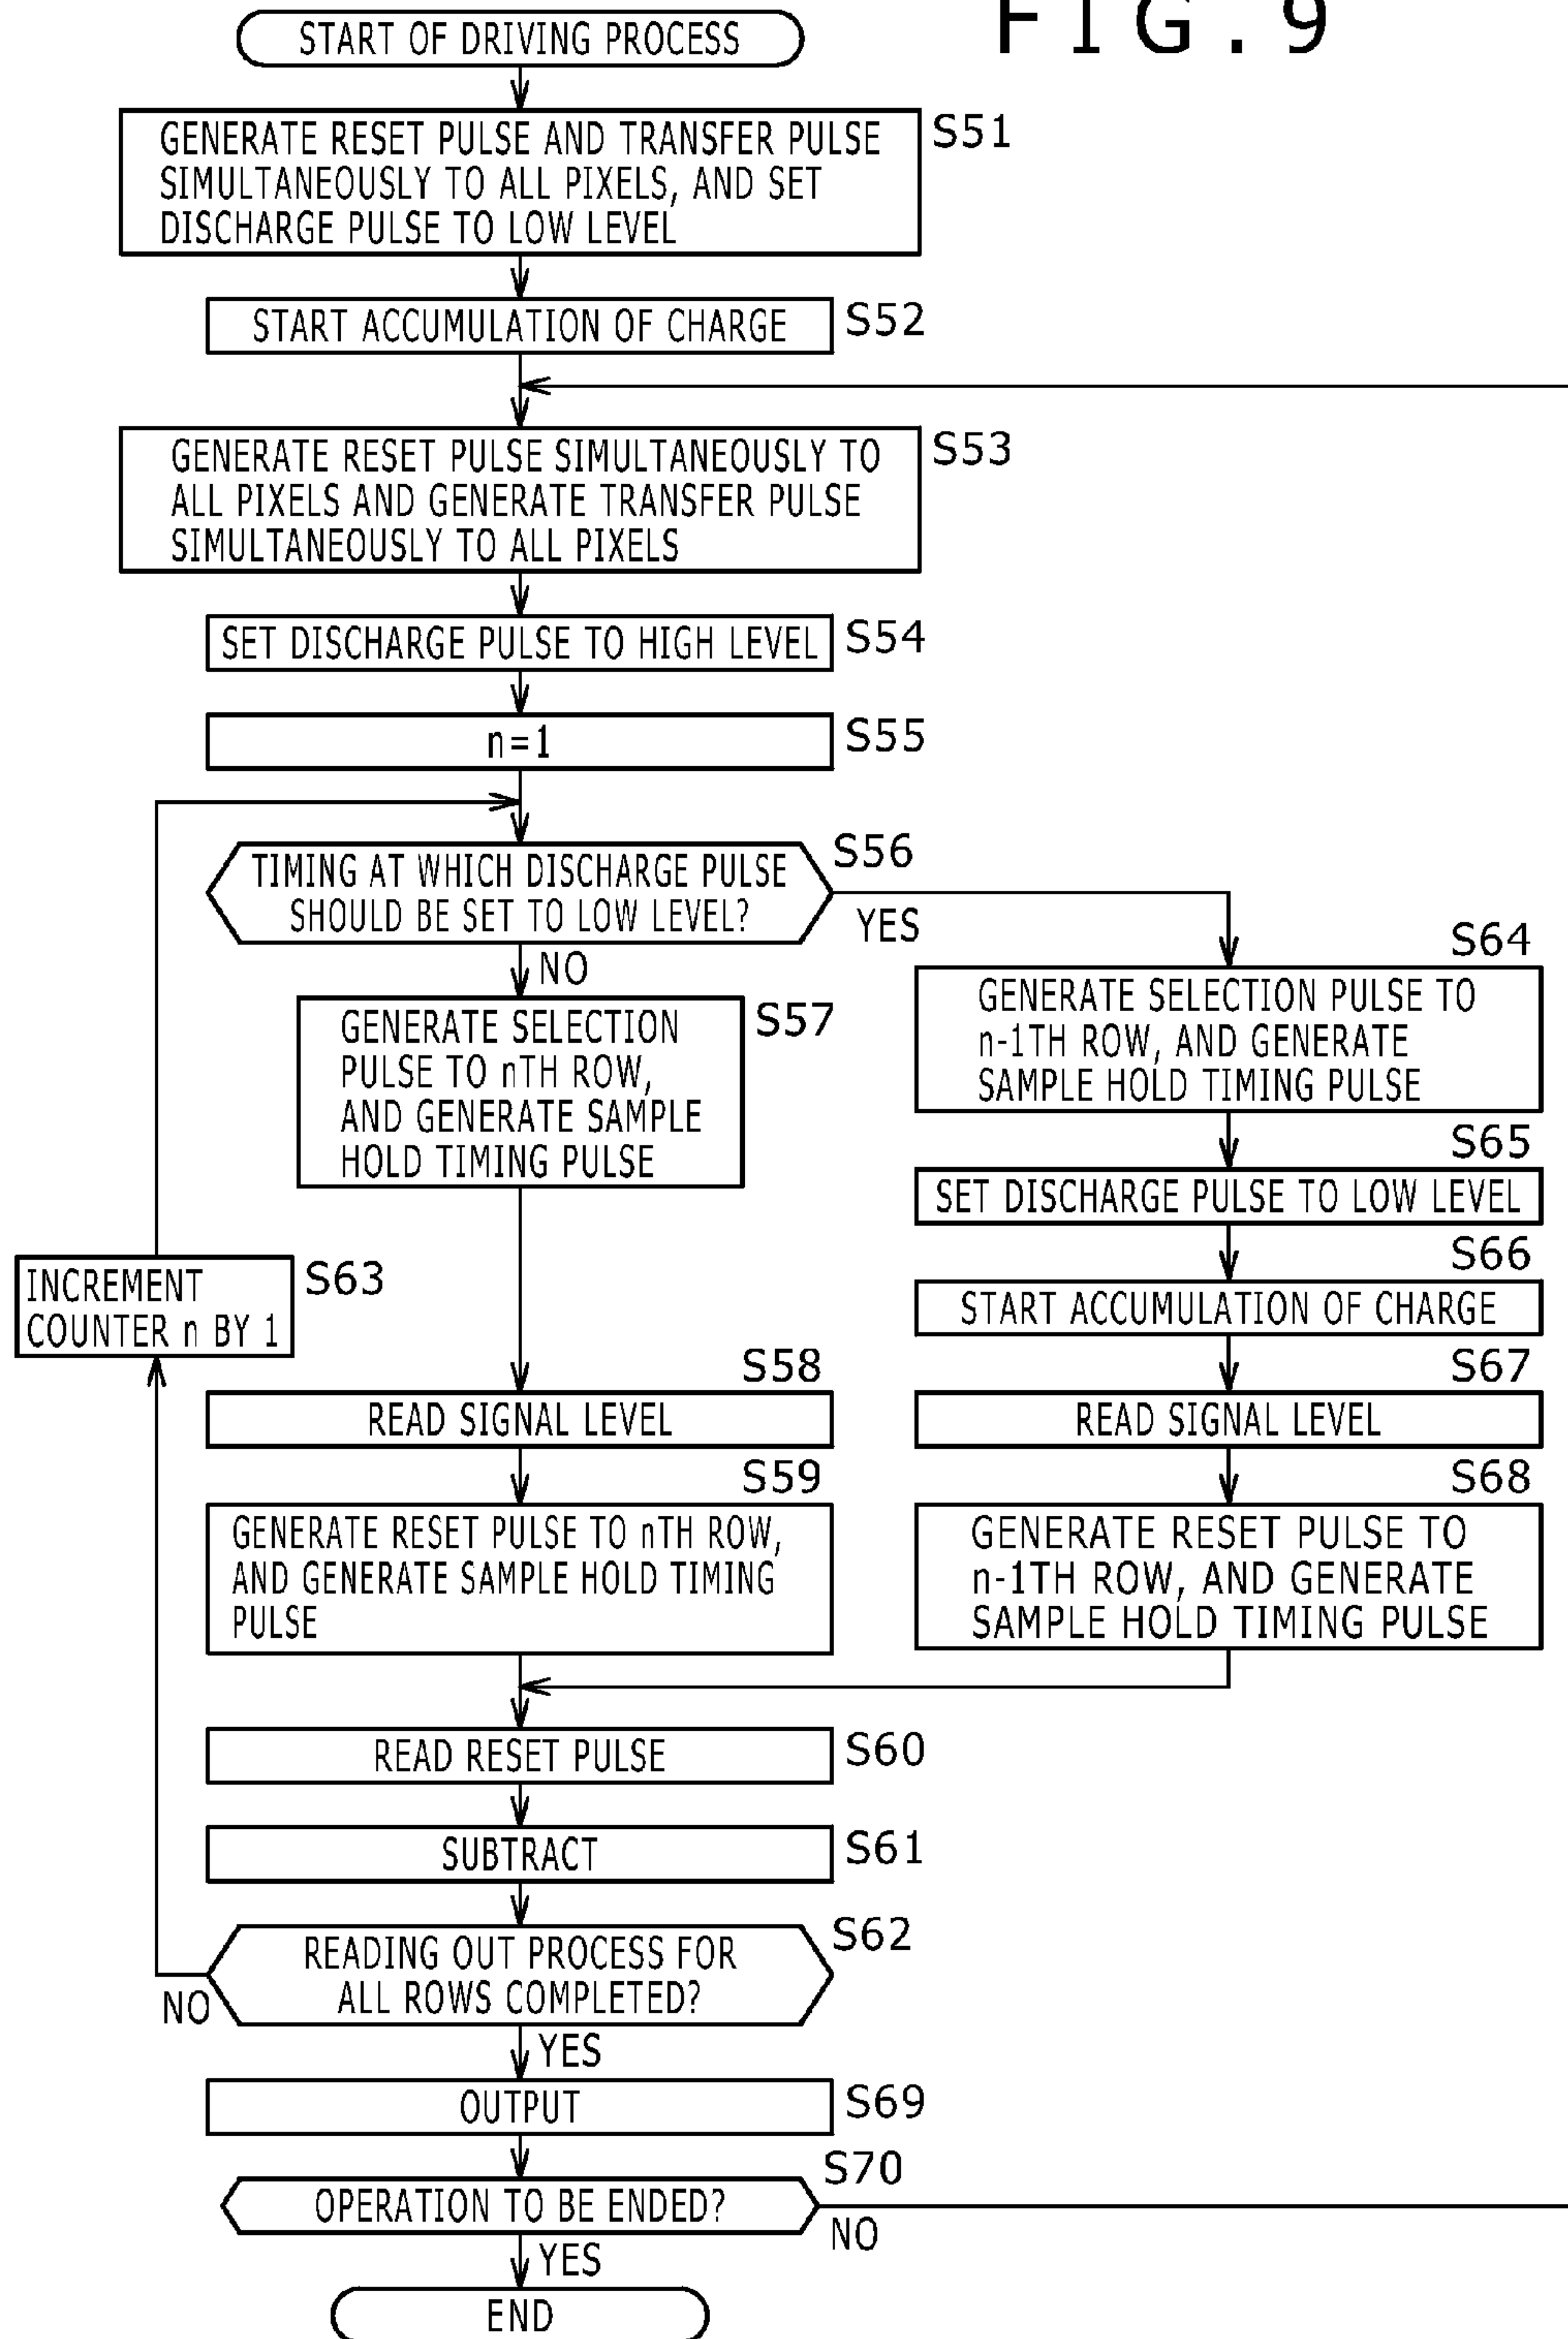 FIG.9
START OF DRIVING PROCESS
GENERATE RESET PULSE AND TRANSFER PULSE
SIMULTANEOUSLY TO ALL PIXELS, AND SET
DISCHARGE PULSE TO LOW LEVEL
S51
START ACCUMULATION OF CHARGE
S52
GENERATE RESET PULSE SIMULTANEOUSLY TO
ALL PIXELS AND GENERATE TRANSFER PULSE
SIMULTANEOUSLY TO ALL PIXELS
S53
SET DISCHARGE PULSE TO HIGH LEVEL
S54
n=1
S55
TIMING AT WHICH DISCHARGE PULSE
SHOULD BE SET TO LOW LEVEL?
S56
YES
NO
GENERATE SELECTION
PULSE TO nTH ROW,
AND GENERATE SAMPLE
HOLD TIMING PULSE
S57
S64
GENERATE SELECTION PULSE TO
n-1TH ROW, AND GENERATE
SAMPLE HOLD TIMING PULSE
S65
SET DISCHARGE PULSE TO LOW LEVEL
S66
START ACCUMULATION OF CHARGE
INCREMENT
COUNTER n BY 1
S63
S58
READ SIGNAL LEVEL
S67
READ SIGNAL LEVEL
S59
GENERATE RESET PULSE TO nTH ROW,
AND GENERATE SAMPLE HOLD TIMING
PULSE
S68
GENERATE RESET PULSE TO
n-1TH ROW, AND GENERATE
SAMPLE HOLD TIMING PULSE
READ RESET PULSE
S60
SUBTRACT
S61
READING OUT PROCESS FOR
ALL ROWS COMPLETED?
S62
NO
YES
OUTPUT
S69
OPERATION TO BE ENDED?
S70
NO
YES
END